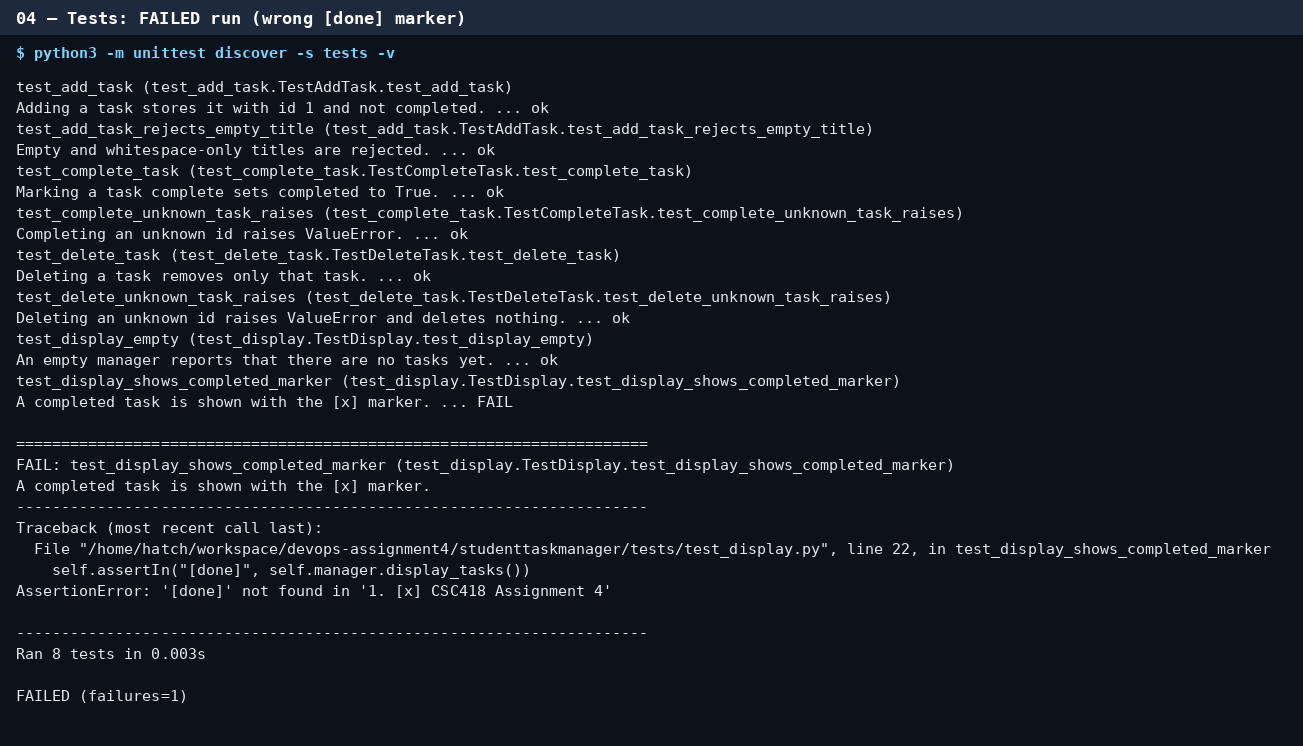 04 — Tests: FAILED run (wrong [done] marker)
$ python3 -m unittest discover -s tests -v
test_add_task (test_add_task.TestAddTask.test_add_task)
Adding a task stores it with id 1 and not completed. ... ok
test_add_task_rejects_empty_title (test_add_task.TestAddTask.test_add_task_rejects_empty_title)
Empty and whitespace-only titles are rejected. ... ok
test_complete_task (test_complete_task.TestCompleteTask.test_complete_task)
Marking a task complete sets completed to True. ... ok
test_complete_unknown_task_raises (test_complete_task.TestCompleteTask.test_complete_unknown_task_raises)
Completing an unknown id raises ValueError. ... ok
test_delete_task (test_delete_task.TestDeleteTask.test_delete_task)
Deleting a task removes only that task. ... ok
test_delete_unknown_task_raises (test_delete_task.TestDeleteTask.test_delete_unknown_task_raises)
Deleting an unknown id raises ValueError and deletes nothing. ... ok
test_display_empty (test_display.TestDisplay.test_display_empty)
An empty manager reports that there are no tasks yet. ... ok
test_display_shows_completed_marker (test_display.TestDisplay.test_display_shows_completed_marker)
A completed task is shown with the [x] marker. ... FAIL
======================================================================
FAIL: test_display_shows_completed_marker (test_display.TestDisplay.test_display_shows_completed_marker)
A completed task is shown with the [x] marker.
----------------------------------------------------------------------
Traceback (most recent call last):
  File "/home/hatch/workspace/devops-assignment4/studenttaskmanager/tests/test_display.py", line 22, in test_display_shows_completed_marker
    self.assertIn("[done]", self.manager.display_tasks())
AssertionError: '[done]' not found in '1. [x] CSC418 Assignment 4'
----------------------------------------------------------------------
Ran 8 tests in 0.003s
FAILED (failures=1)